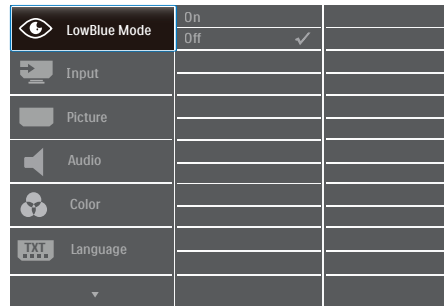 LowBlue Mode
On
Off
Input
Picture
Audio
Color
TXT
Language